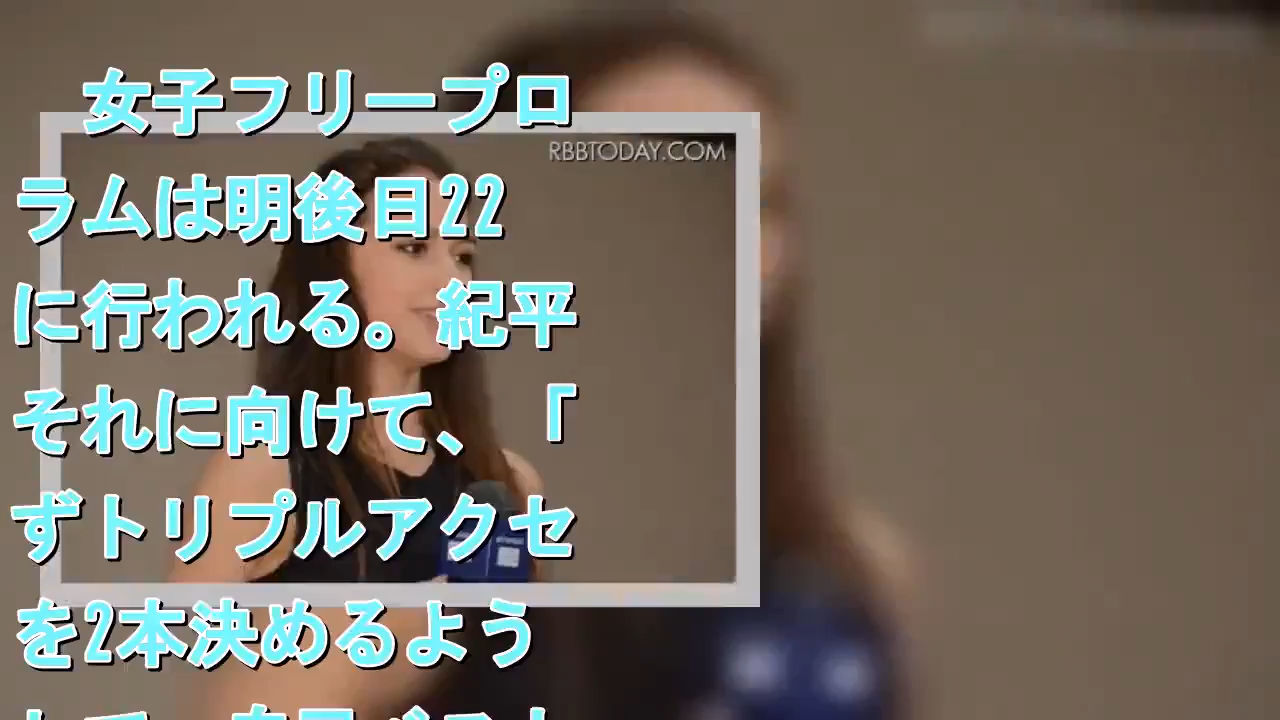 女子フリープロ
RBBTODAY.COM
ラムは明後日22
に行われる。紀平
それに向けて、「
ずトリプルアクセ
を2本決めるよう